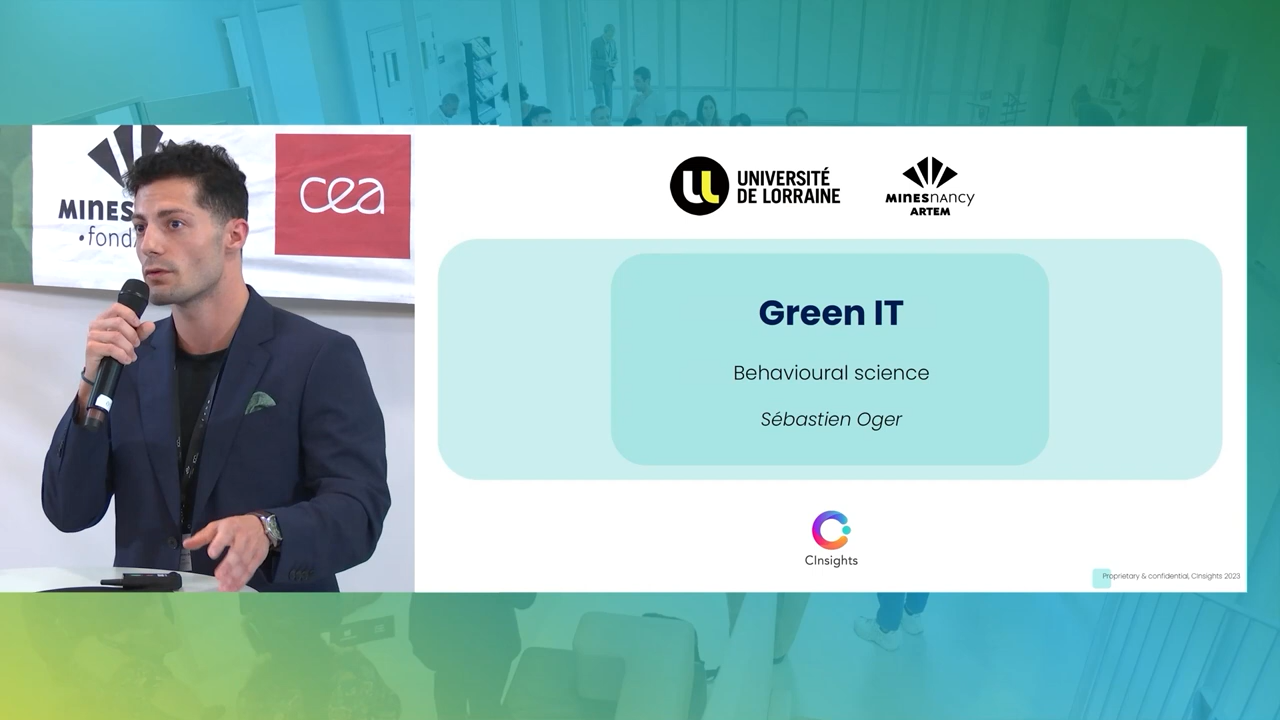 MINES
•fond
cea
UNIVERSITÉ
DE LORRAINE
MINESnancy
ARTEM
Green IT
Behavioural science
Sébastien Oger
CInsights
Proprietary & confidential, CInsights 2023